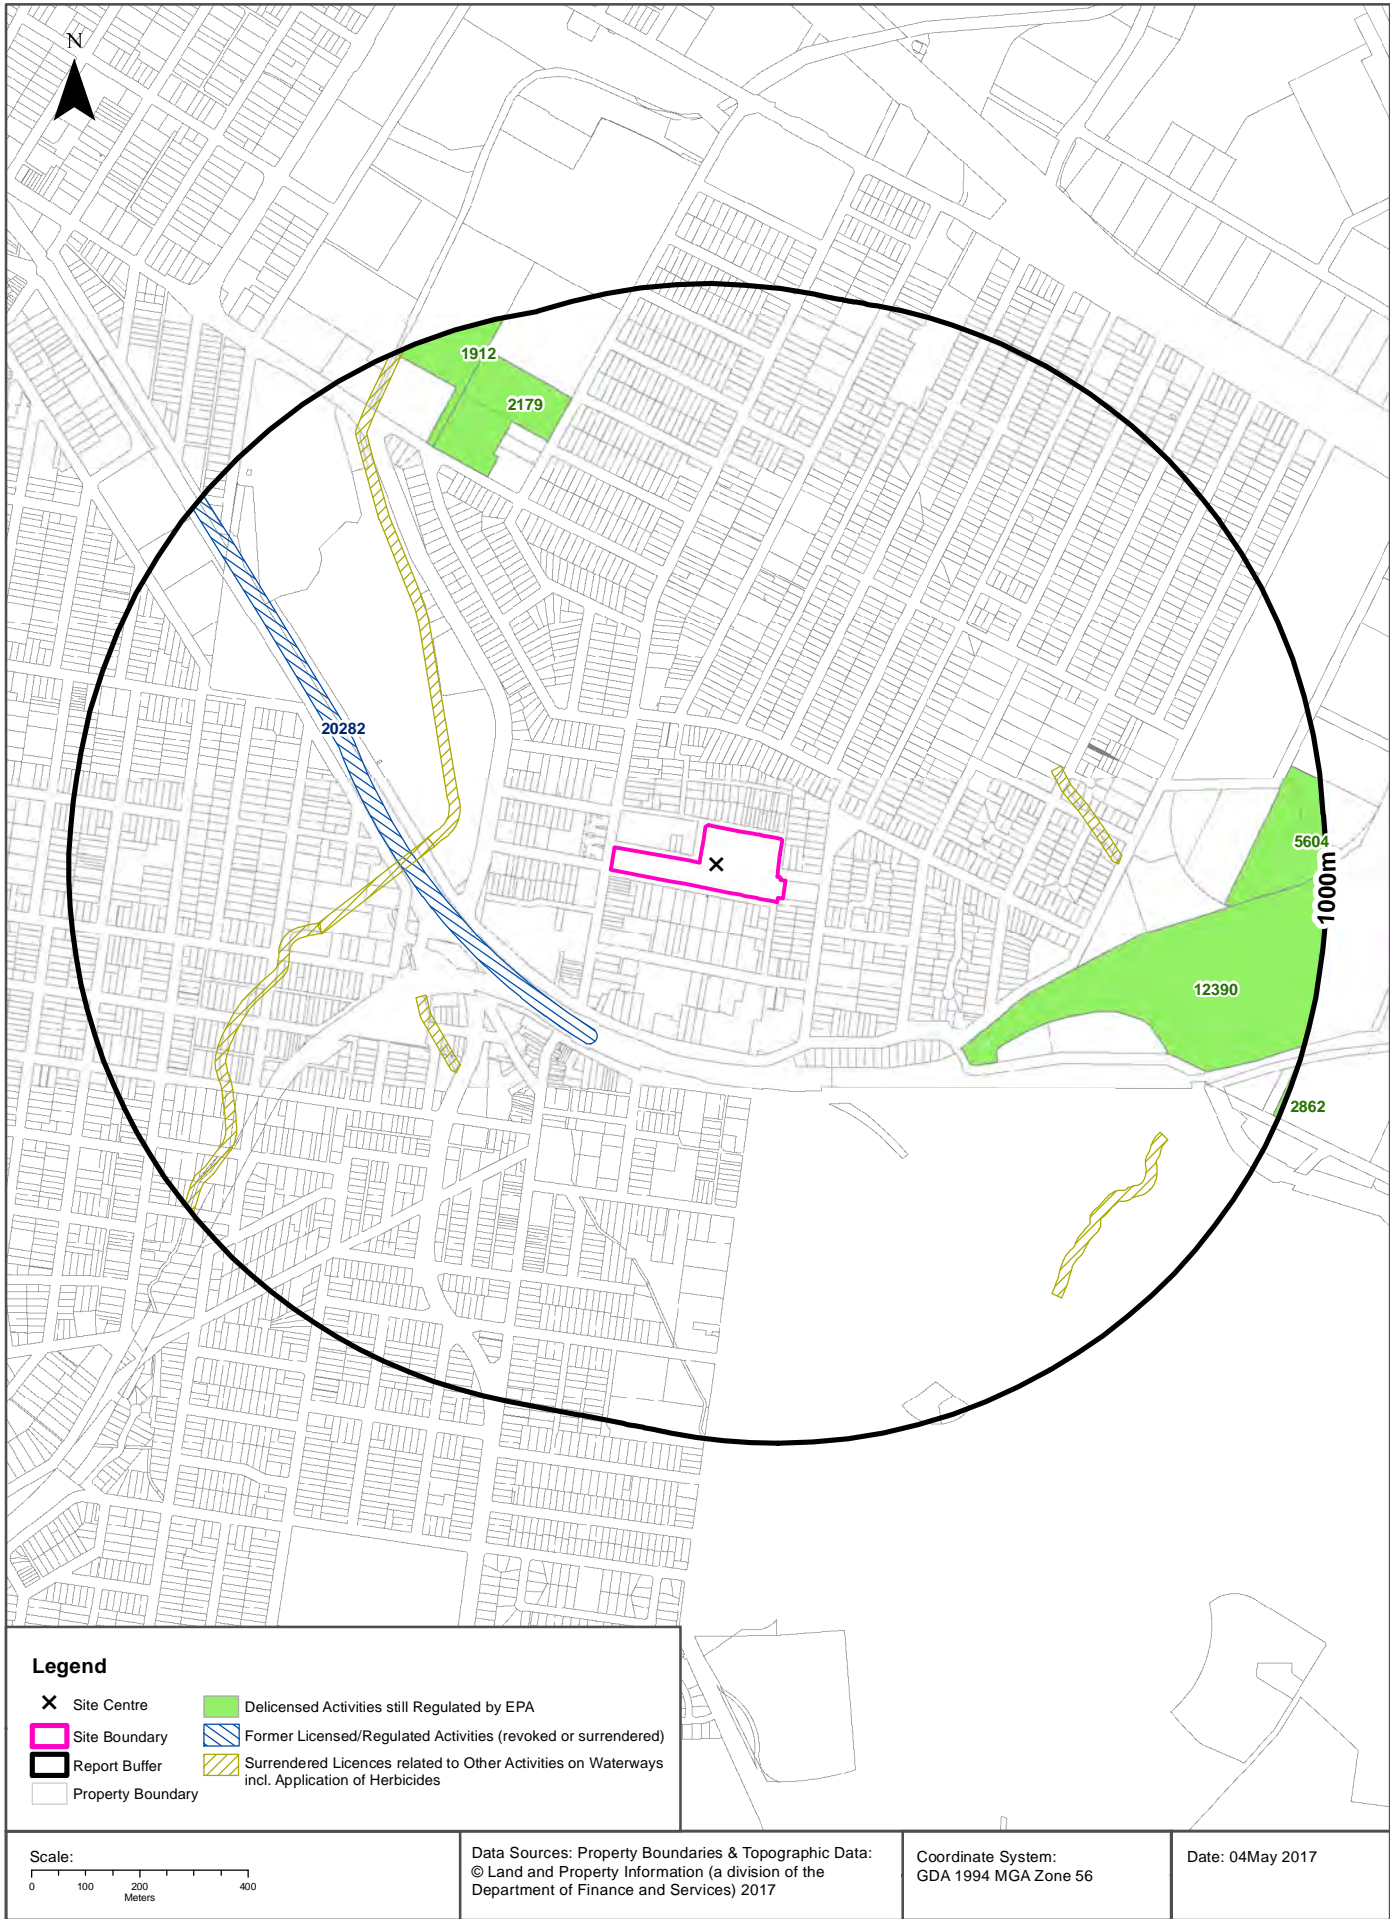 N
1912
2179
20282
5604
1000m
12390
2862
Legend
Site Centre
Site Boundary
Report Buffer
Property Boundary
Delicensed Activities still Regulated by EPA
Former Licensed/Regulated Activities (revoked or surrendered)
Surrendered Licences related to Other Activities on Waterways
incl. Application of Herbicides
Scale:
0 100 200 400
Meters
Data Sources: Property Boundaries & Topographic Data:
© Land and Property Information (a division of the
Department of Finance and Services) 2017
Coordinate System:
GDA 1994 MGA Zone 56
Date: 04May 2017